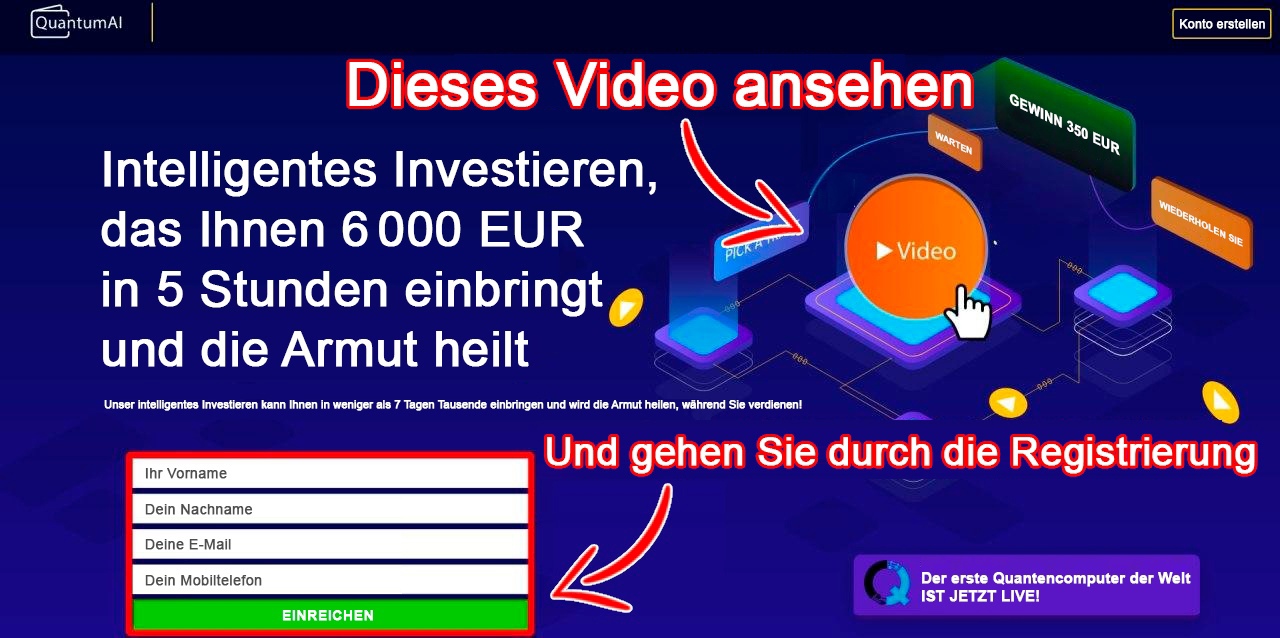 QuantumAI
Konto erstellen
Dieses Video ansehen
GEWINN 350 EUR
WARTEN
WIEDERHOLEN SIE
PICK A
Video
Intelligentes Investieren,
das Ihnen 6 000 EUR
in 5 Stunden einbringt
und die Armut heilt
Unser intelligentes Investieren kann Ihnen in weniger als 7 Tagen Tausende einbringen und wird die Armut heilen, während Sie verdienen!
Und gehen Sie durch die Registrierung
Ihr Vorname
Dein Nachname
Deine E-Mail
Dein Mobiltelefon
EINREICHEN
Der erste Quantencomputer der Welt
IST JETZT LIVE!